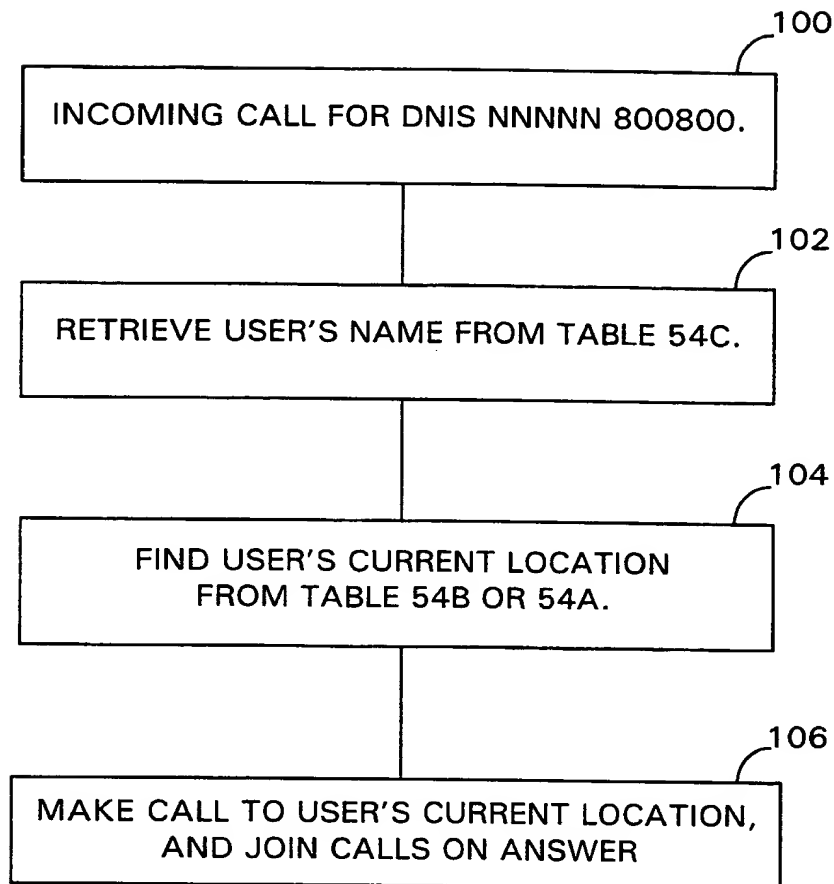 100
INCOMING CALL FOR DNIS NNNNN 800800.
102
RETRIEVE USER'S NAME FROM TABLE 54C.
104
FIND USER'S CURRENT LOCATION
FROM TABLE 54B OR 54A.
106
MAKE CALL TO USER'S CURRENT LOCATION,
AND JOIN CALLS ON ANSWER